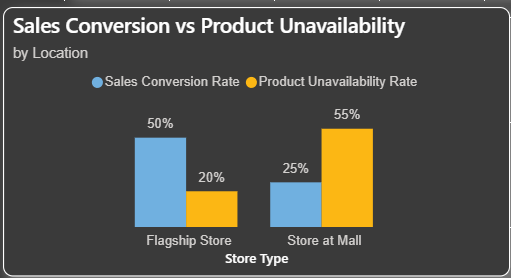 Sales Conversion vs Product Unavailability
by Location
Sales Conversion Rate Product Unavailability Rate
55%
50%
25%
20%
Flagship Store Store at Mall
Store Type